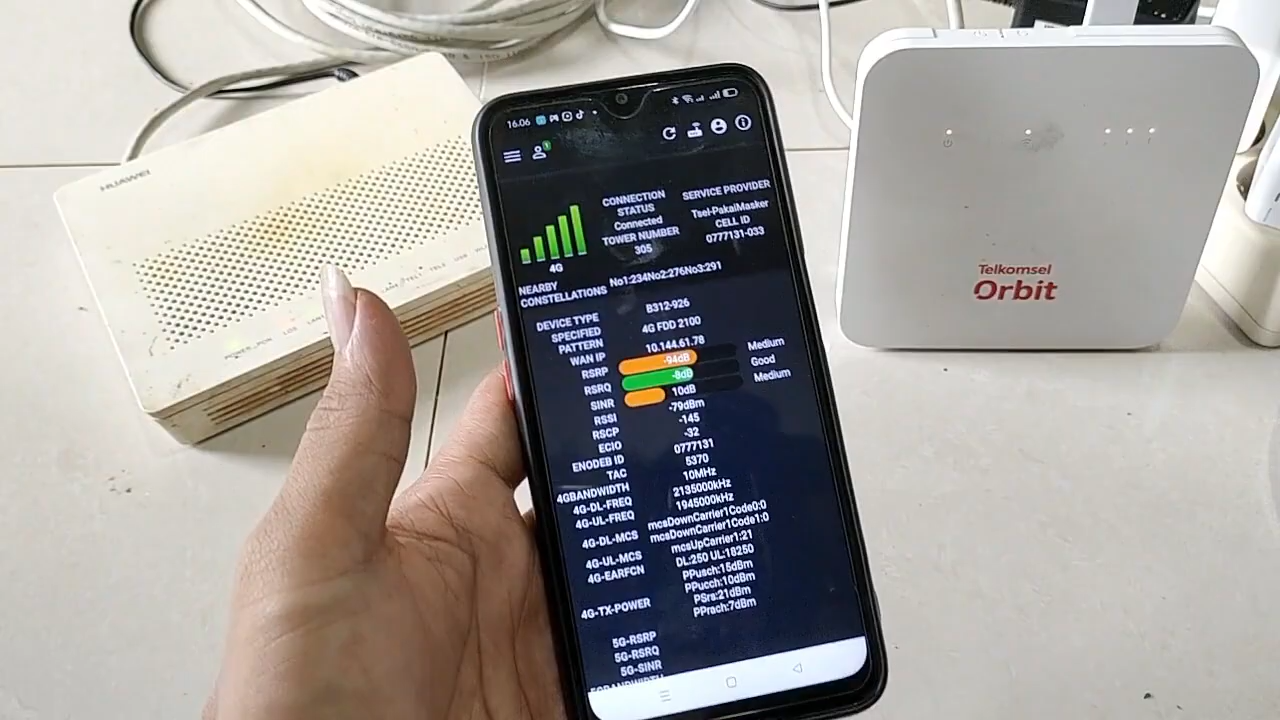 HUAWEI
16.06
1
CONNECTION STATUS
Connected
TOWER NUMBER
305
SERVICE PROVIDER
Tsel-PakaiMasker
CELL ID
0777131-033
4G
NEARBY CONSTELLATIONS No1:234No2:276No3:291
DEVICE TYPE B312-926
SPECIFIED PATTERN 4G FDD 2100
WAN IP 10.144.61.78
RSRP -94dB Medium
RSRQ -8dB Good
SINR 10dB Medium
RSSI -79dBm
RSCP -145
ECIO -32
ENODEB ID 0777131
TAC 5370
4GBANDWIDTH 10MHz
4G-DL-FREQ 2135000kHz
4G-UL-FREQ 1945000kHz
4G-DL-MCS mcsDownCarrier1Code0:0
mcsDownCarrier1Code1:0
4G-UL-MCS mcsUpCarrier1:21
4G-EARFCN DL:250 UL:18250
4G-TX-POWER PPusch:15dBm
PPucch:10dBm
PSrs:21dBm
PPrach:7dBm
5G-RSRP
5G-RSRQ
5G-SINR
Telkomsel
Orbit